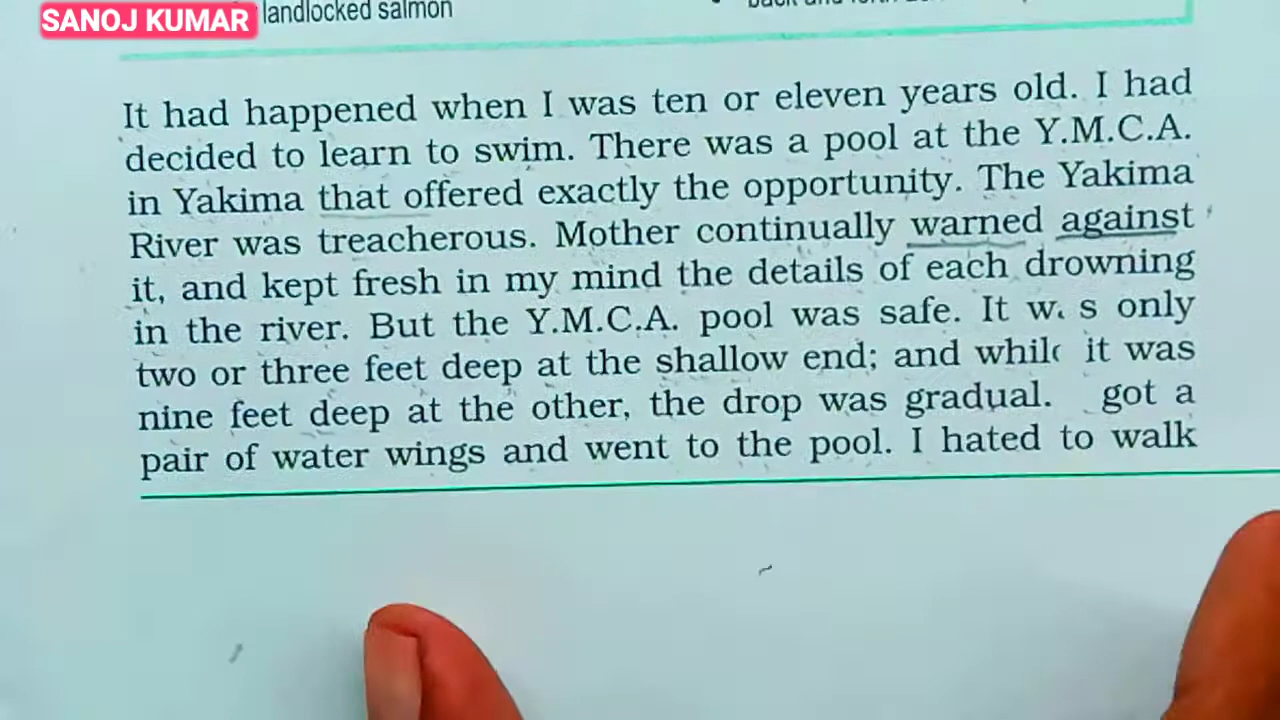 SANOJ KUMAR
landlocked salmon
It had happened when I was ten or eleven years old. I had
decided to learn to swim. There was a pool at the Y.M.C.A.
in Yakima that offered exactly the opportunity. The Yakima
River was treacherous. Mother continually warned against
it, and kept fresh in my mind the details of each drowning
in the river. But the Y.M.C.A. pool was safe. It w s only
two or three feet deep at the shallow end; and while it was
nine feet deep at the other, the drop was gradual. got a
pair of water wings and went to the pool. I hated to walk